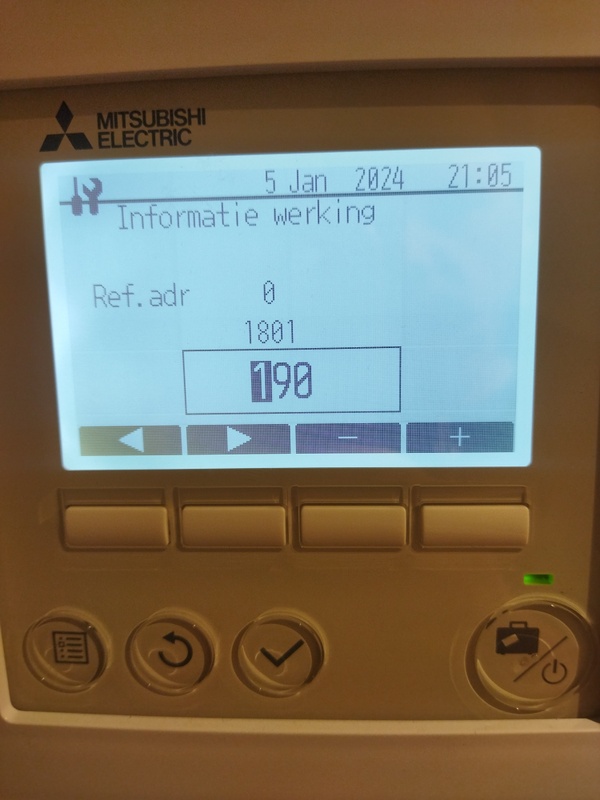 MITSUBISHI
ELECTRIC
5 Jan 2024 21:05
Informatie werking
Ref.adr 0
1801
190
− +